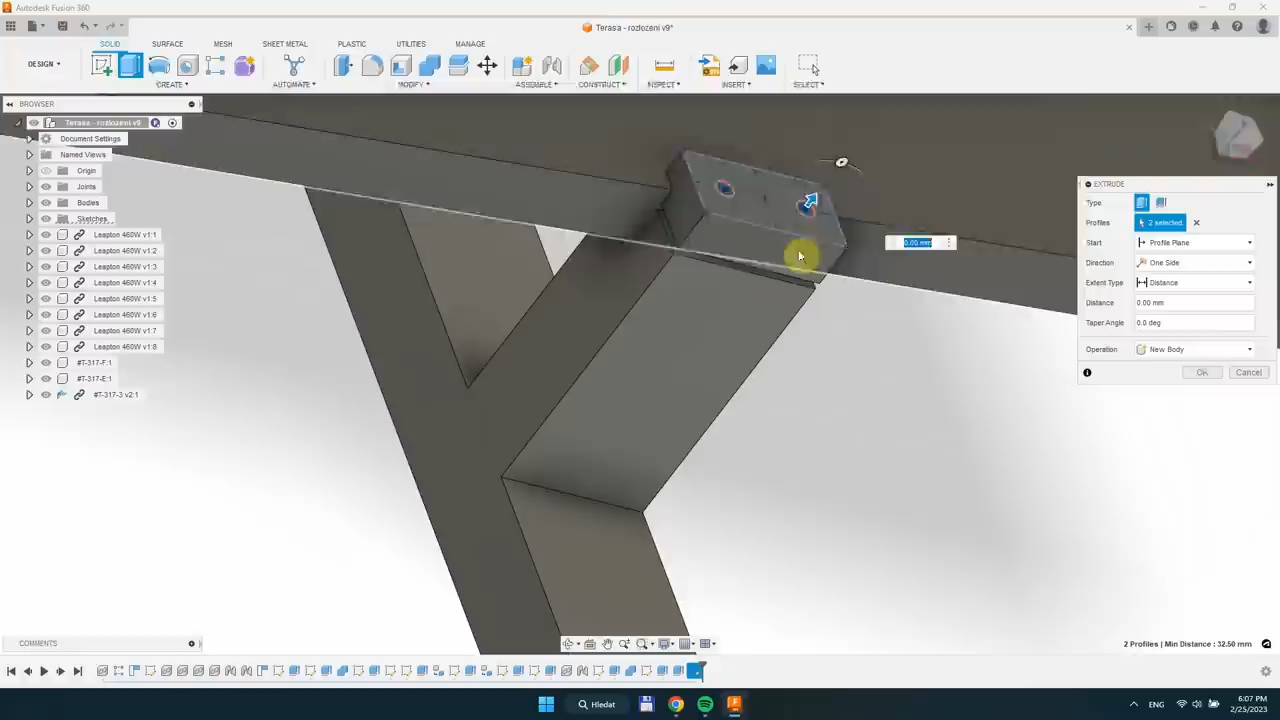 Autodesk Fusion 360
Terasa - rozlozeni v9*
SOLID SURFACE MESH SHEET METAL PLASTIC UTILITIES MANAGE
DESIGN
CREATE AUTOMATE MODIFY ASSEMBLE CONSTRUCT INSPECT INSERT SELECT
BROWSER
Terasa - rozlozeni v9
Document Settings
Named Views
Origin
Joints
Bodies
Sketches
Leapton 460W v1:1
Leapton 460W v1:2
Leapton 460W v1:3
Leapton 460W v1:4
Leapton 460W v1:5
Leapton 460W v1:6
Leapton 460W v1:7
Leapton 460W v1:8
#T-317-F:1
#T-317-E:1
#T-317-3 v2:1
0.00 mm
EXTRUDE
Type
Profiles 2 selected
Start Profile Plane
Direction One Side
Extent Type Distance
Distance 0.00 mm
Taper Angle 0.0 deg
Operation New Body
OK Cancel
COMMENTS
2 Profiles | Min Distance : 32.50 mm
Hledat
ENG
6:07 PM
2/25/2023